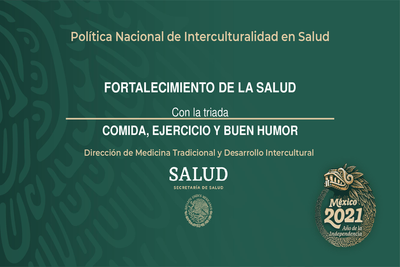 Política Nacional de Interculturalidad en Salud
FORTALECIMIENTO DE LA SALUD
Con la triada
COMIDA, EJERCICIO Y BUEN HUMOR
Dirección de Medicina Tradicional y Desarrollo Intercultural
SALUD
SECRETARÍA DE SALUD
México
2021
Año de la
Independencia